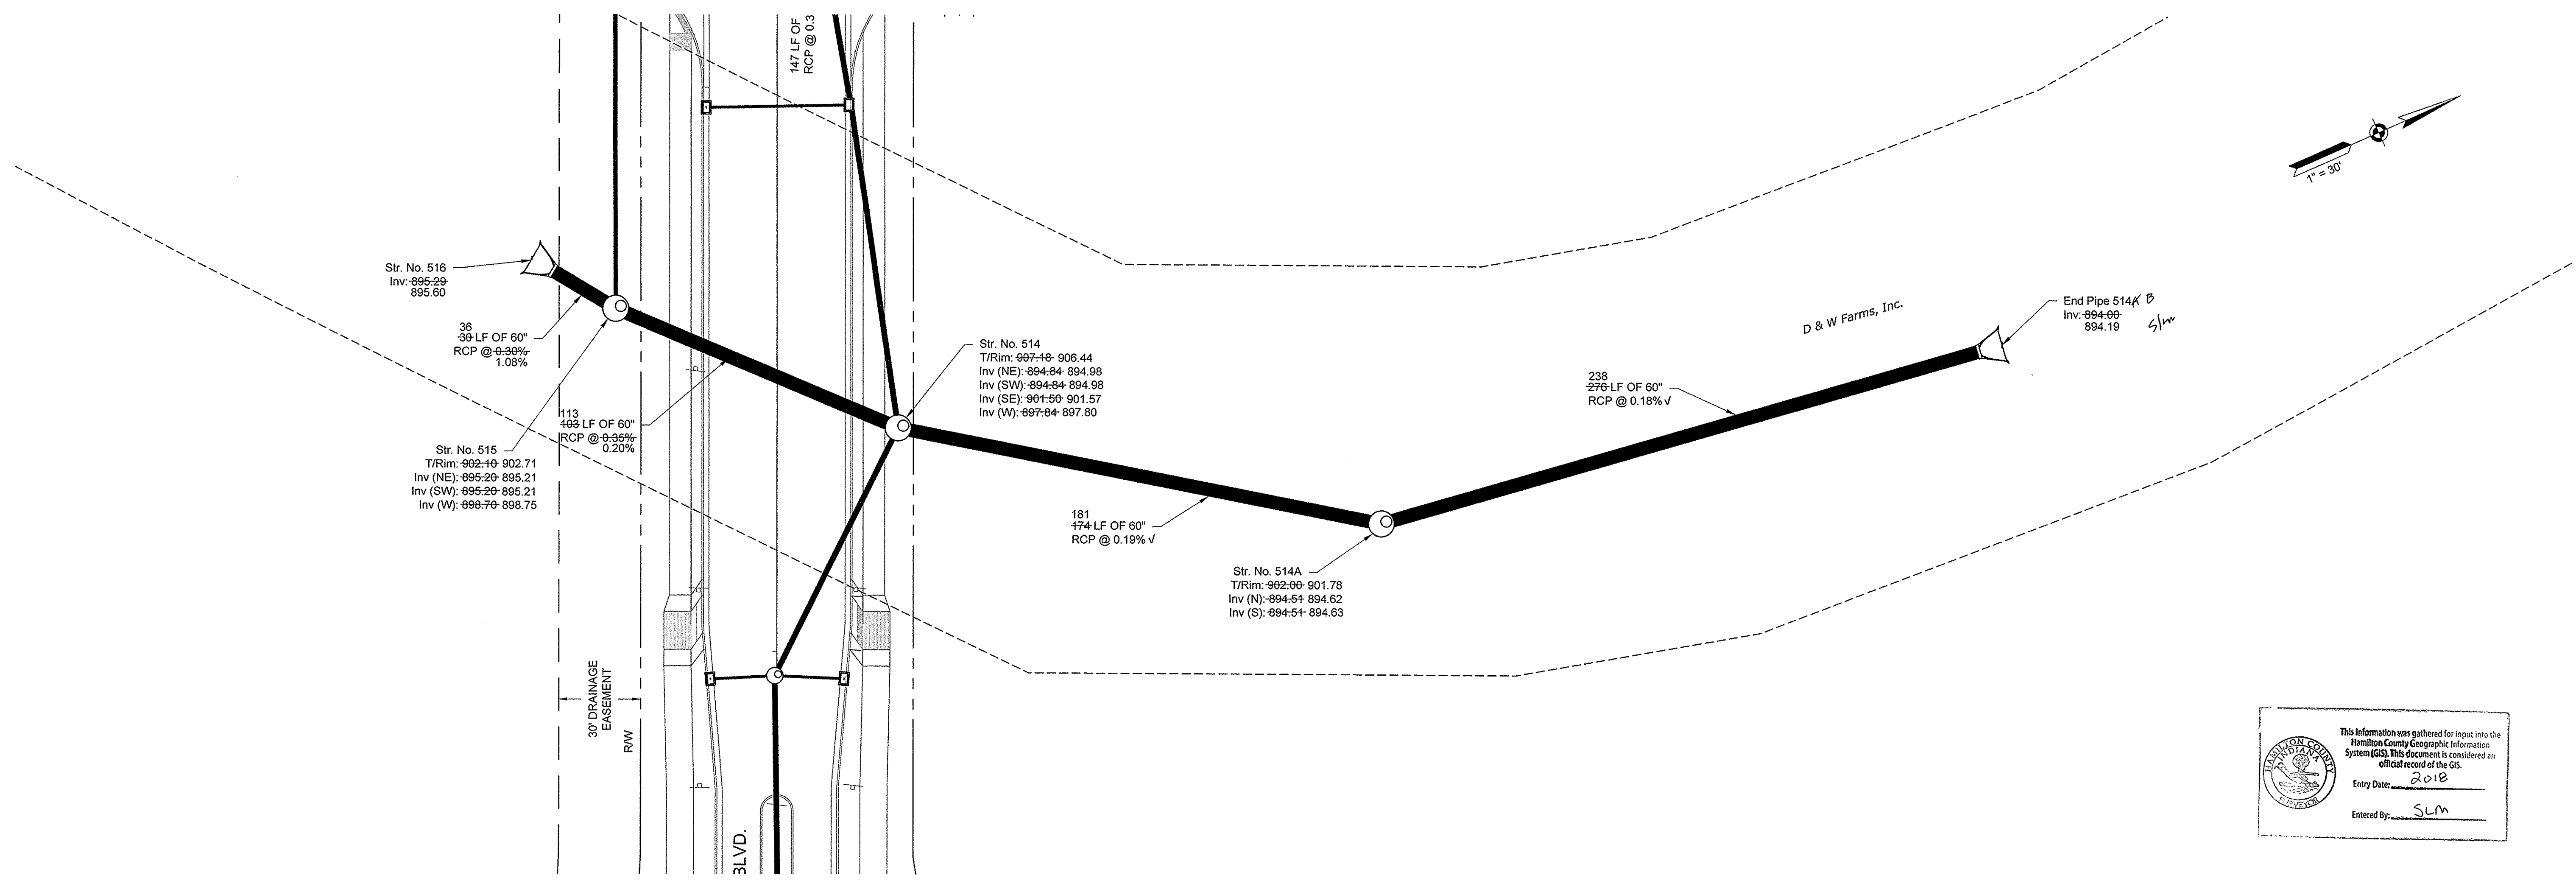 147 LF OF
RCP @ 0.3
1" = 30'
Str. No. 516
Inv: 895.29
895.60
36
30 LF OF 60"
RCP @ 0.30%
1.08%
113
103 LF OF 60"
RCP @ 0.35%
0.20%
Str. No. 515
T/Rim: 902.10 902.71
Inv (NE): 895.20 895.21
Inv (SW): 895.20 895.21
Inv (W): 898.70 898.75
Str. No. 514
T/Rim: 907.18 906.44
Inv (NE): 894.84 894.98
Inv (SW): 894.84 894.98
Inv (SE): 901.50 901.57
Inv (W): 897.84 897.80
181
174 LF OF 60"
RCP @ 0.19% √
Str. No. 514A
T/Rim: 902.00 901.78
Inv (N): 894.51 894.62
Inv (S): 894.51 894.63
238
276 LF OF 60"
RCP @ 0.18% √
D & W Farms, Inc.
End Pipe 514A B
Inv: 894.00
894.19
S/m
30' DRAINAGE
EASEMENT
R/W
BLVD.
HAMILTON COUNTY
INDIANA
SURVEYOR
This Information was gathered for input into the
Hamilton County Geographic Information
System (GIS). This document is considered an
official record of the GIS.
Entry Date: 2018
Entered By: SLM